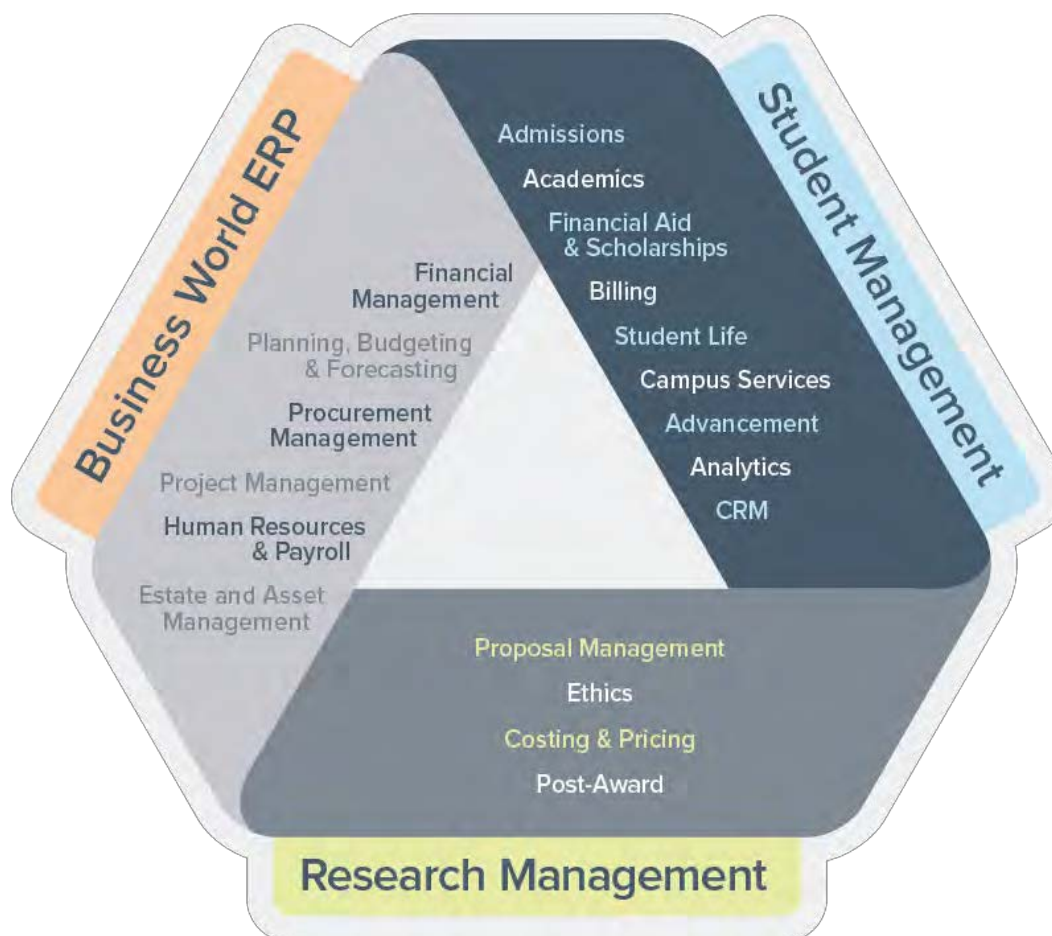 Business World ERP
Financial
Management
Planning, Budgeting
& Forecasting
Procurement
Management
Project Management
Human Resources
& Payroll
Estate and Asset
Management
Student Management
Admissions
Academics
Financial Aid
& Scholarships
Billing
Student Life
Campus Services
Advancement
Analytics
CRM
Proposal Management
Ethics
Costing & Pricing
Post-Award
Research Management